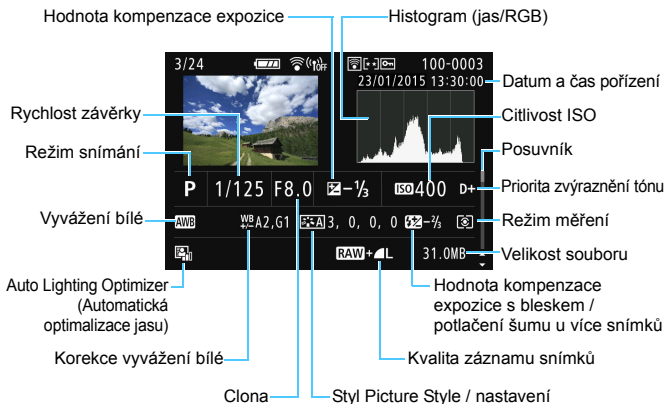 Hodnota kompenzace expozice
Histogram (jas/RGB)
3/24
OFF
100-0003
23/01/2015 13:30:00
Datum a čas pořízení
Rychlost závěrky
Citlivost ISO
Režim snímání
Posuvník
P 1/125 F8.0 -⅓ ISO 400 D+
Priorita zvýraznění tónu
Vyvážení bílé
AWB WB +/- A2,G1 A 3, 0, 0, 0 -⅔
Režim měření
RAW+ L 31.0MB
Velikost souboru
Auto Lighting Optimizer
(Automatická
optimalizace jasu)
Hodnota kompenzace
expozice s bleskem /
potlačení šumu u více snímků
Korekce vyvážení bílé
Kvalita záznamu snímků
Clona
Styl Picture Style / nastavení